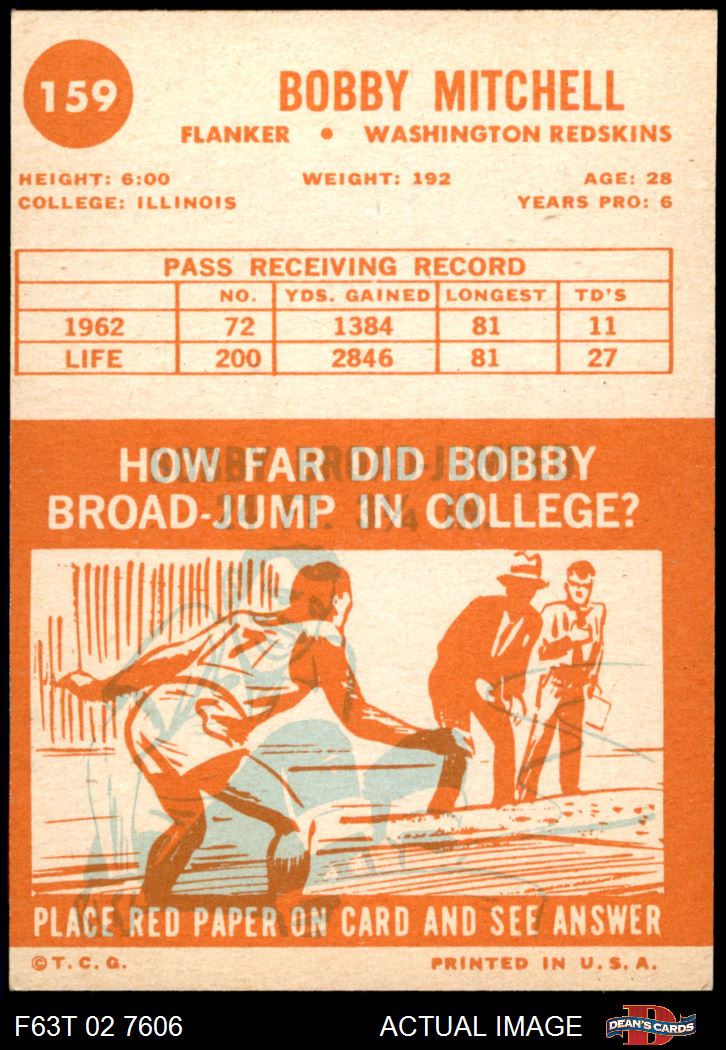 159
BOBBY MITCHELL
FLANKER • WASHINGTON REDSKINS
HEIGHT: 6:00 WEIGHT: 192 AGE: 28
COLLEGE: ILLINOIS YEARS PRO: 6
PASS RECEIVING RECORD
NO. YDS. GAINED LONGEST TD'S
1962 72 1384 81 11
LIFE 200 2846 81 27
HOW FAR DID BOBBY
BROAD-JUMP IN COLLEGE?
PLACE RED PAPER ON CARD AND SEE ANSWER
© T.C.G. PRINTED IN U.S.A.
F63T 02 7606 ACTUAL IMAGE DEAN'S CARDS